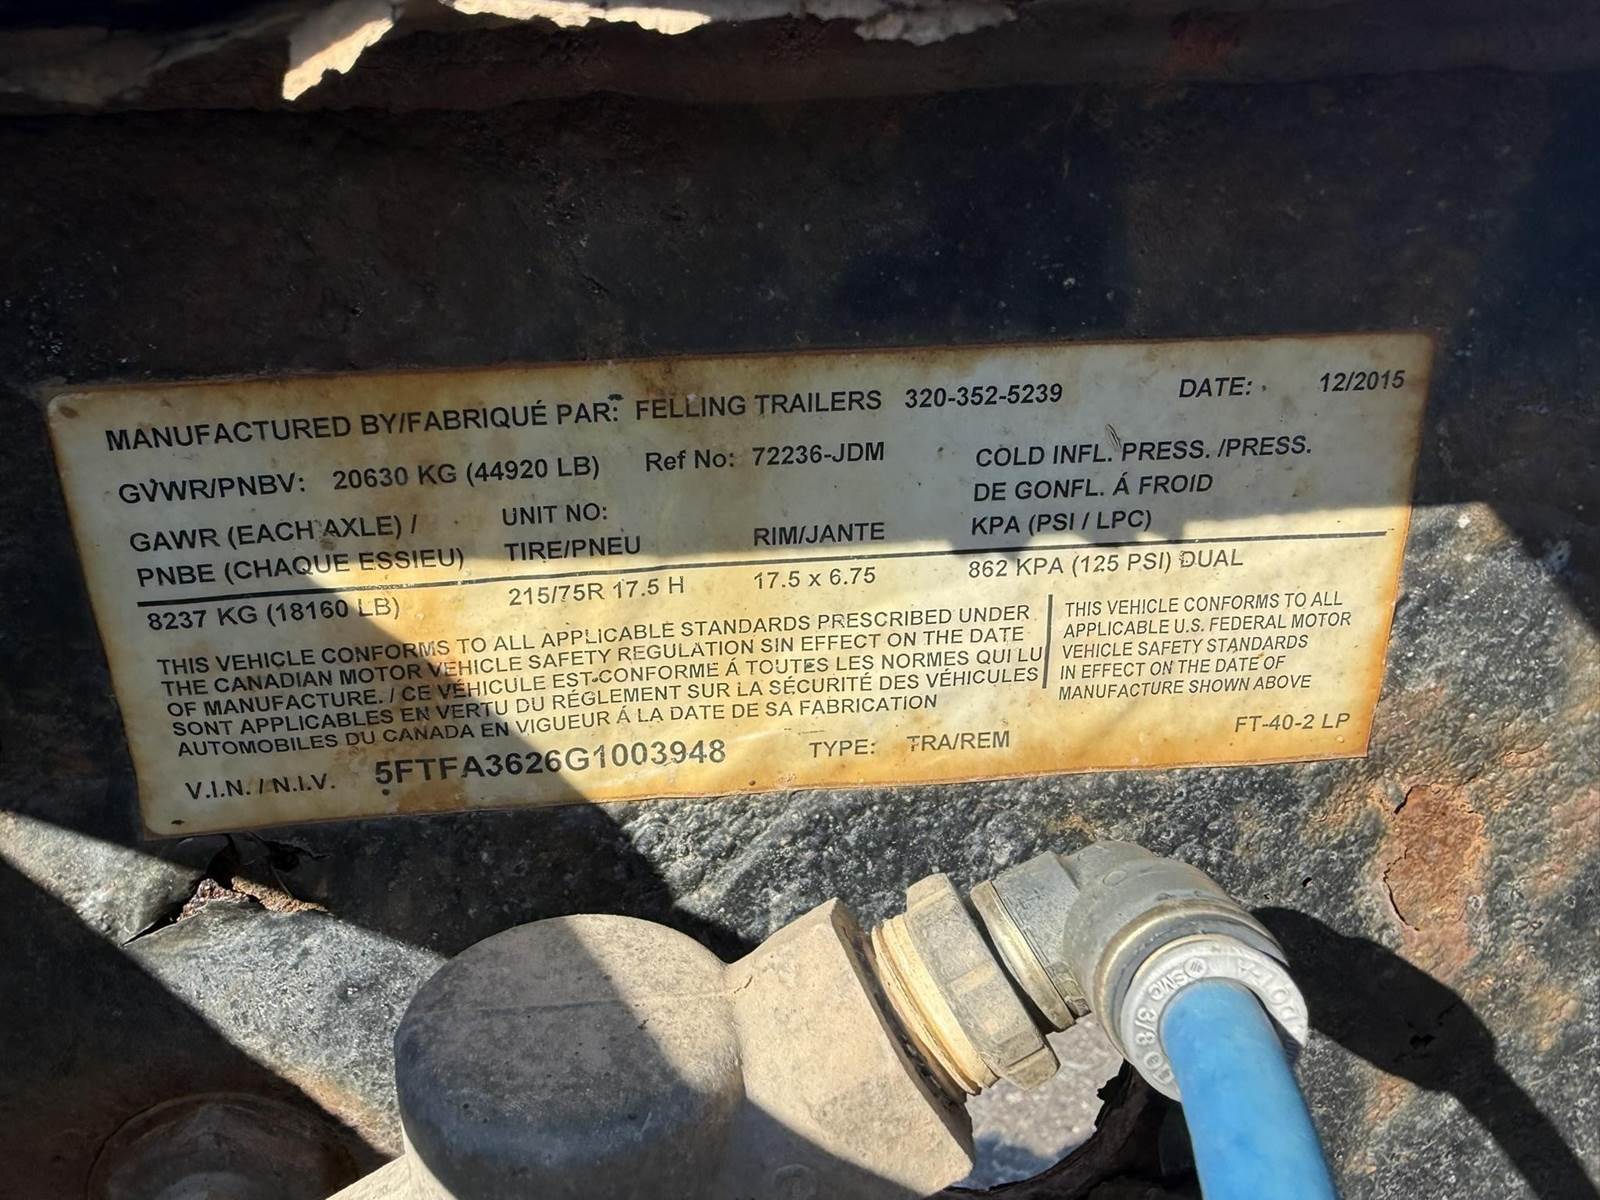 MANUFACTURED BY/FABRIQUÉ PAR: FELLING TRAILERS 320-352-5239 DATE: 12/2015
GVWR/PNBV: 20630 KG (44920 LB) Ref No: 72236-JDM
COLD INFL. PRESS. /PRESS.
DE GONFL. Á FROID
KPA (PSI / LPC)
GAWR (EACH AXLE) /
PNBE (CHAQUE ESSIEU)
UNIT NO:
TIRE/PNEU
RIM/JANTE
8237 KG (18160 LB) 215/75R 17.5 H 17.5 x 6.75 862 KPA (125 PSI) DUAL
THIS VEHICLE CONFORMS TO ALL APPLICABLE STANDARDS PRESCRIBED UNDER
THE CANADIAN MOTOR VEHICLE SAFETY REGULATION SIN EFFECT ON THE DATE
OF MANUFACTURE. / CE VÉHICULE EST CONFORME Á TOUTES LES NORMES QUI LU
SONT APPLICABLES EN VERTU DU RÉGLEMENT SUR LA SÉCURITÉ DES VÉHICULES
AUTOMOBILES DU CANADA EN VIGUEUR Á LA DATE DE SA FABRICATION
THIS VEHICLE CONFORMS TO ALL
APPLICABLE U.S. FEDERAL MOTOR
VEHICLE SAFETY STANDARDS
IN EFFECT ON THE DATE OF
MANUFACTURE SHOWN ABOVE
V.I.N. / N.I.V. 5FTFA3626G1003948 TYPE: TRA/REM FT-40-2 LP
SMC 3/8 DOT-A